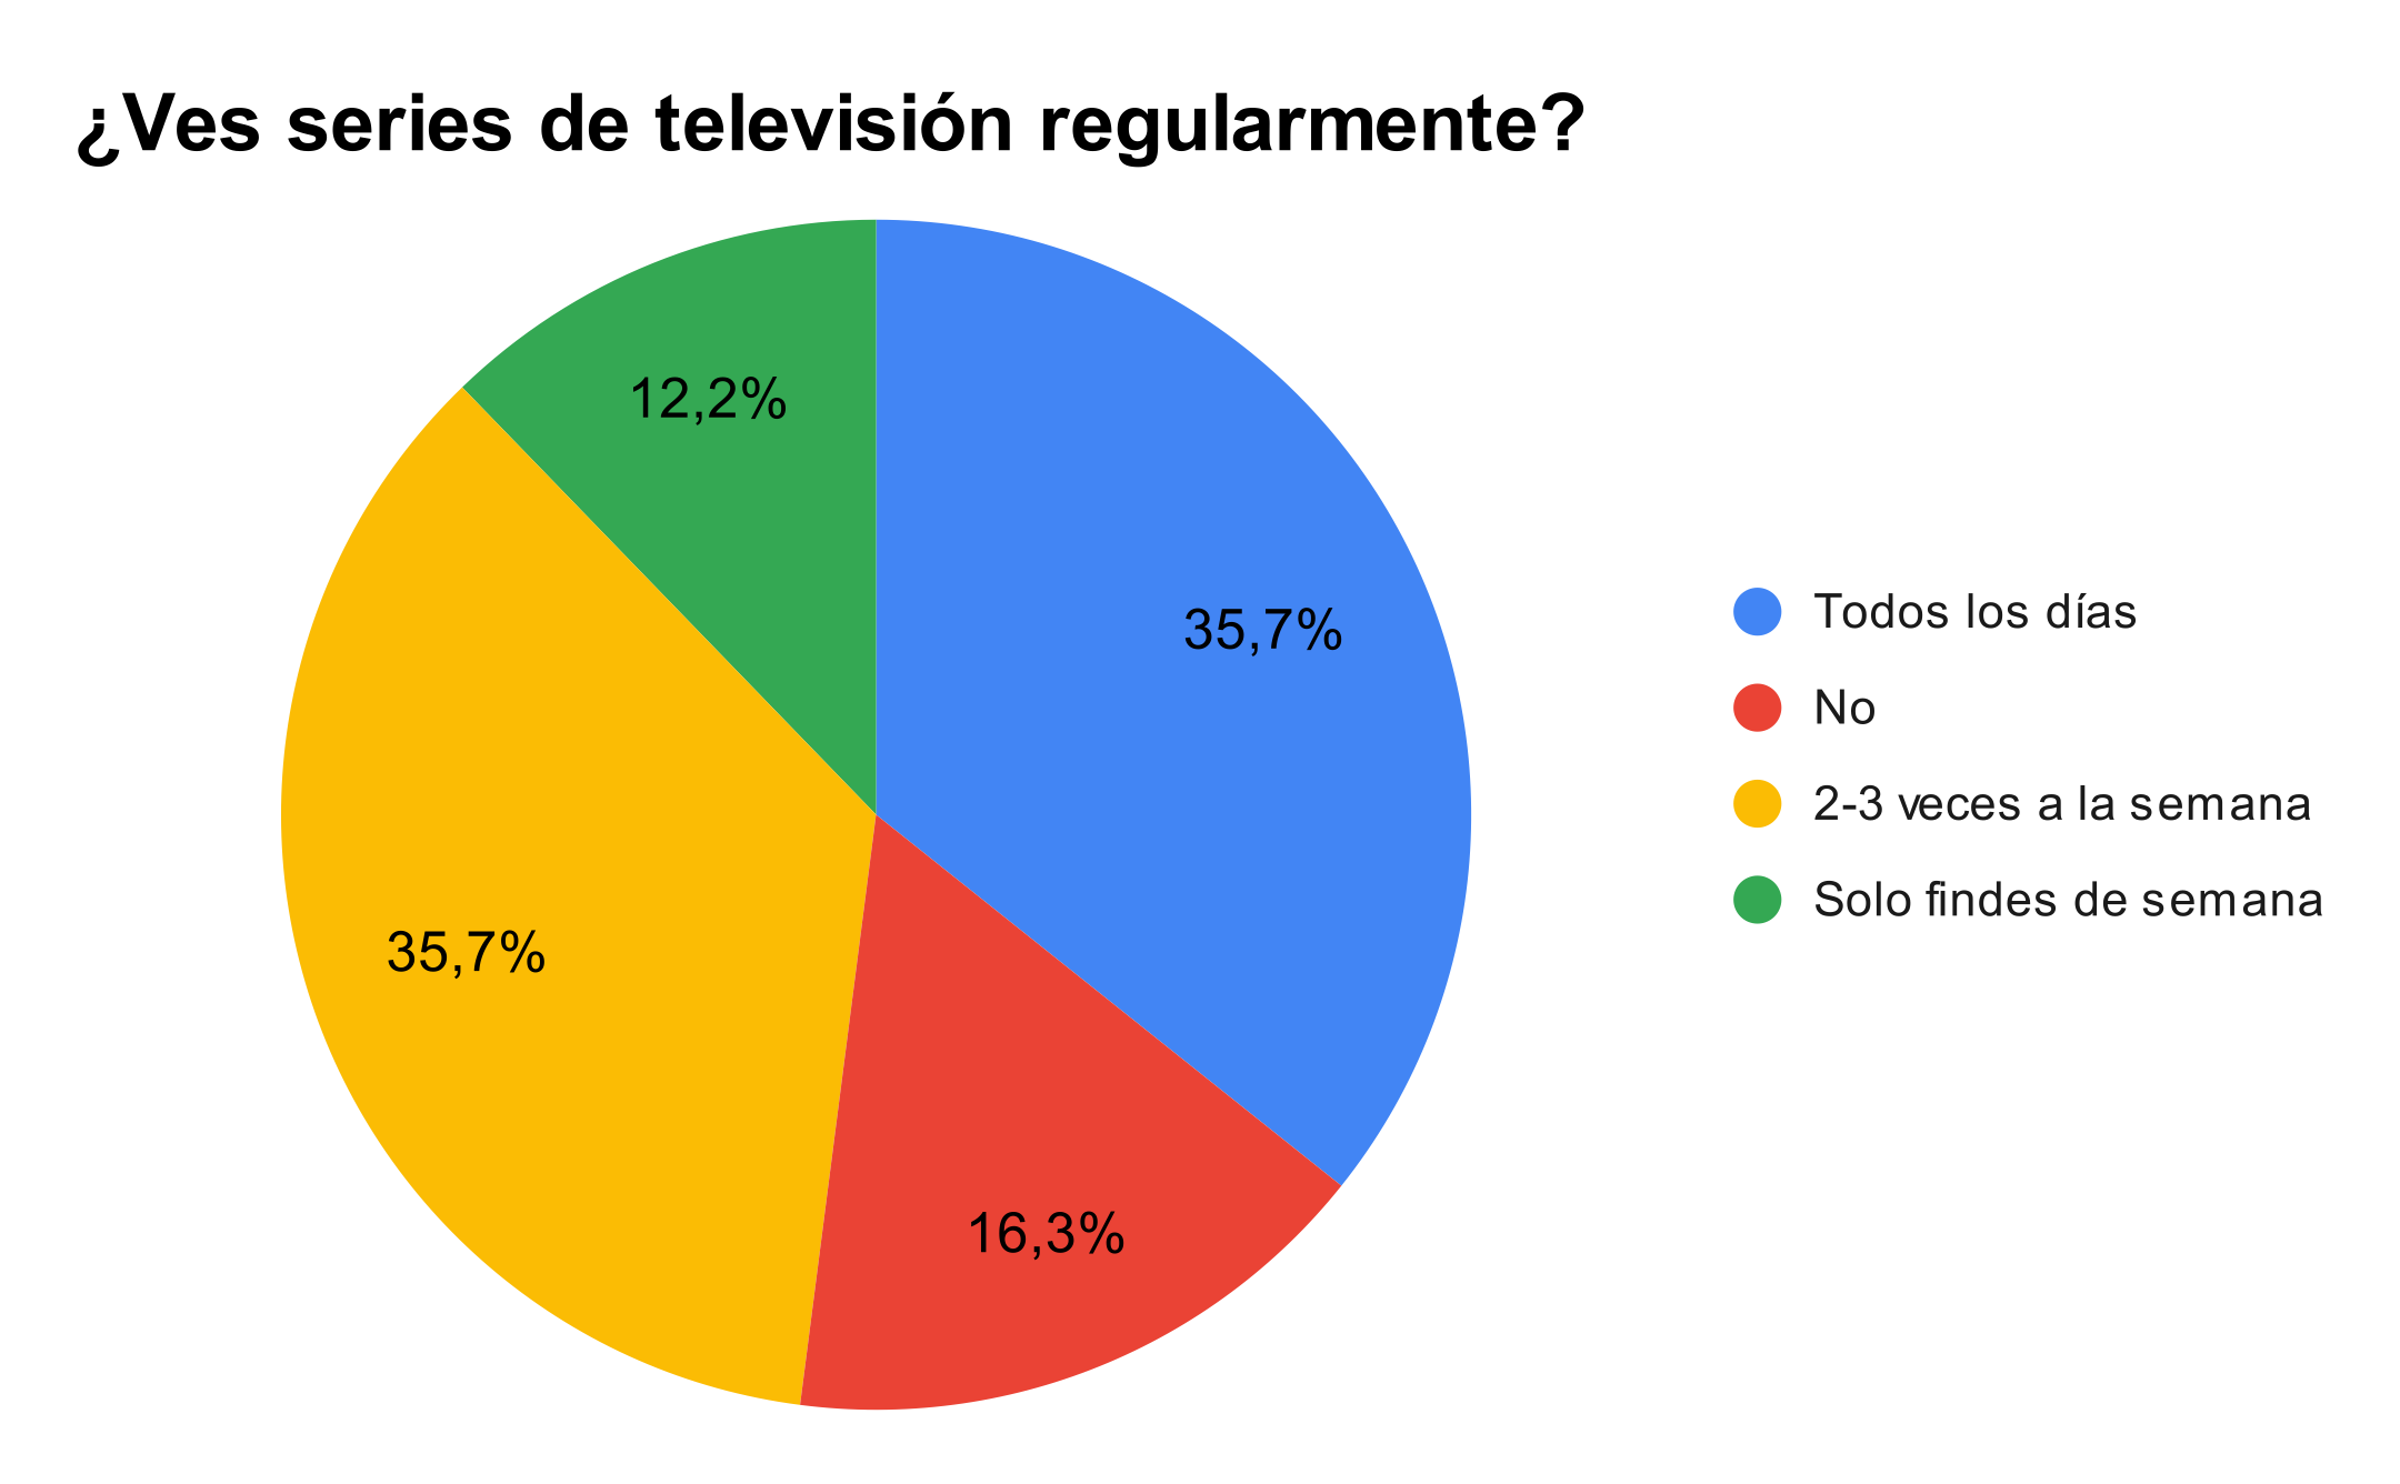 ¿Ves series de televisión regularmente?
12,2%
35,7%
35,7%
16,3%
Todos los días
No
2-3 veces a la semana
Solo findes de semana